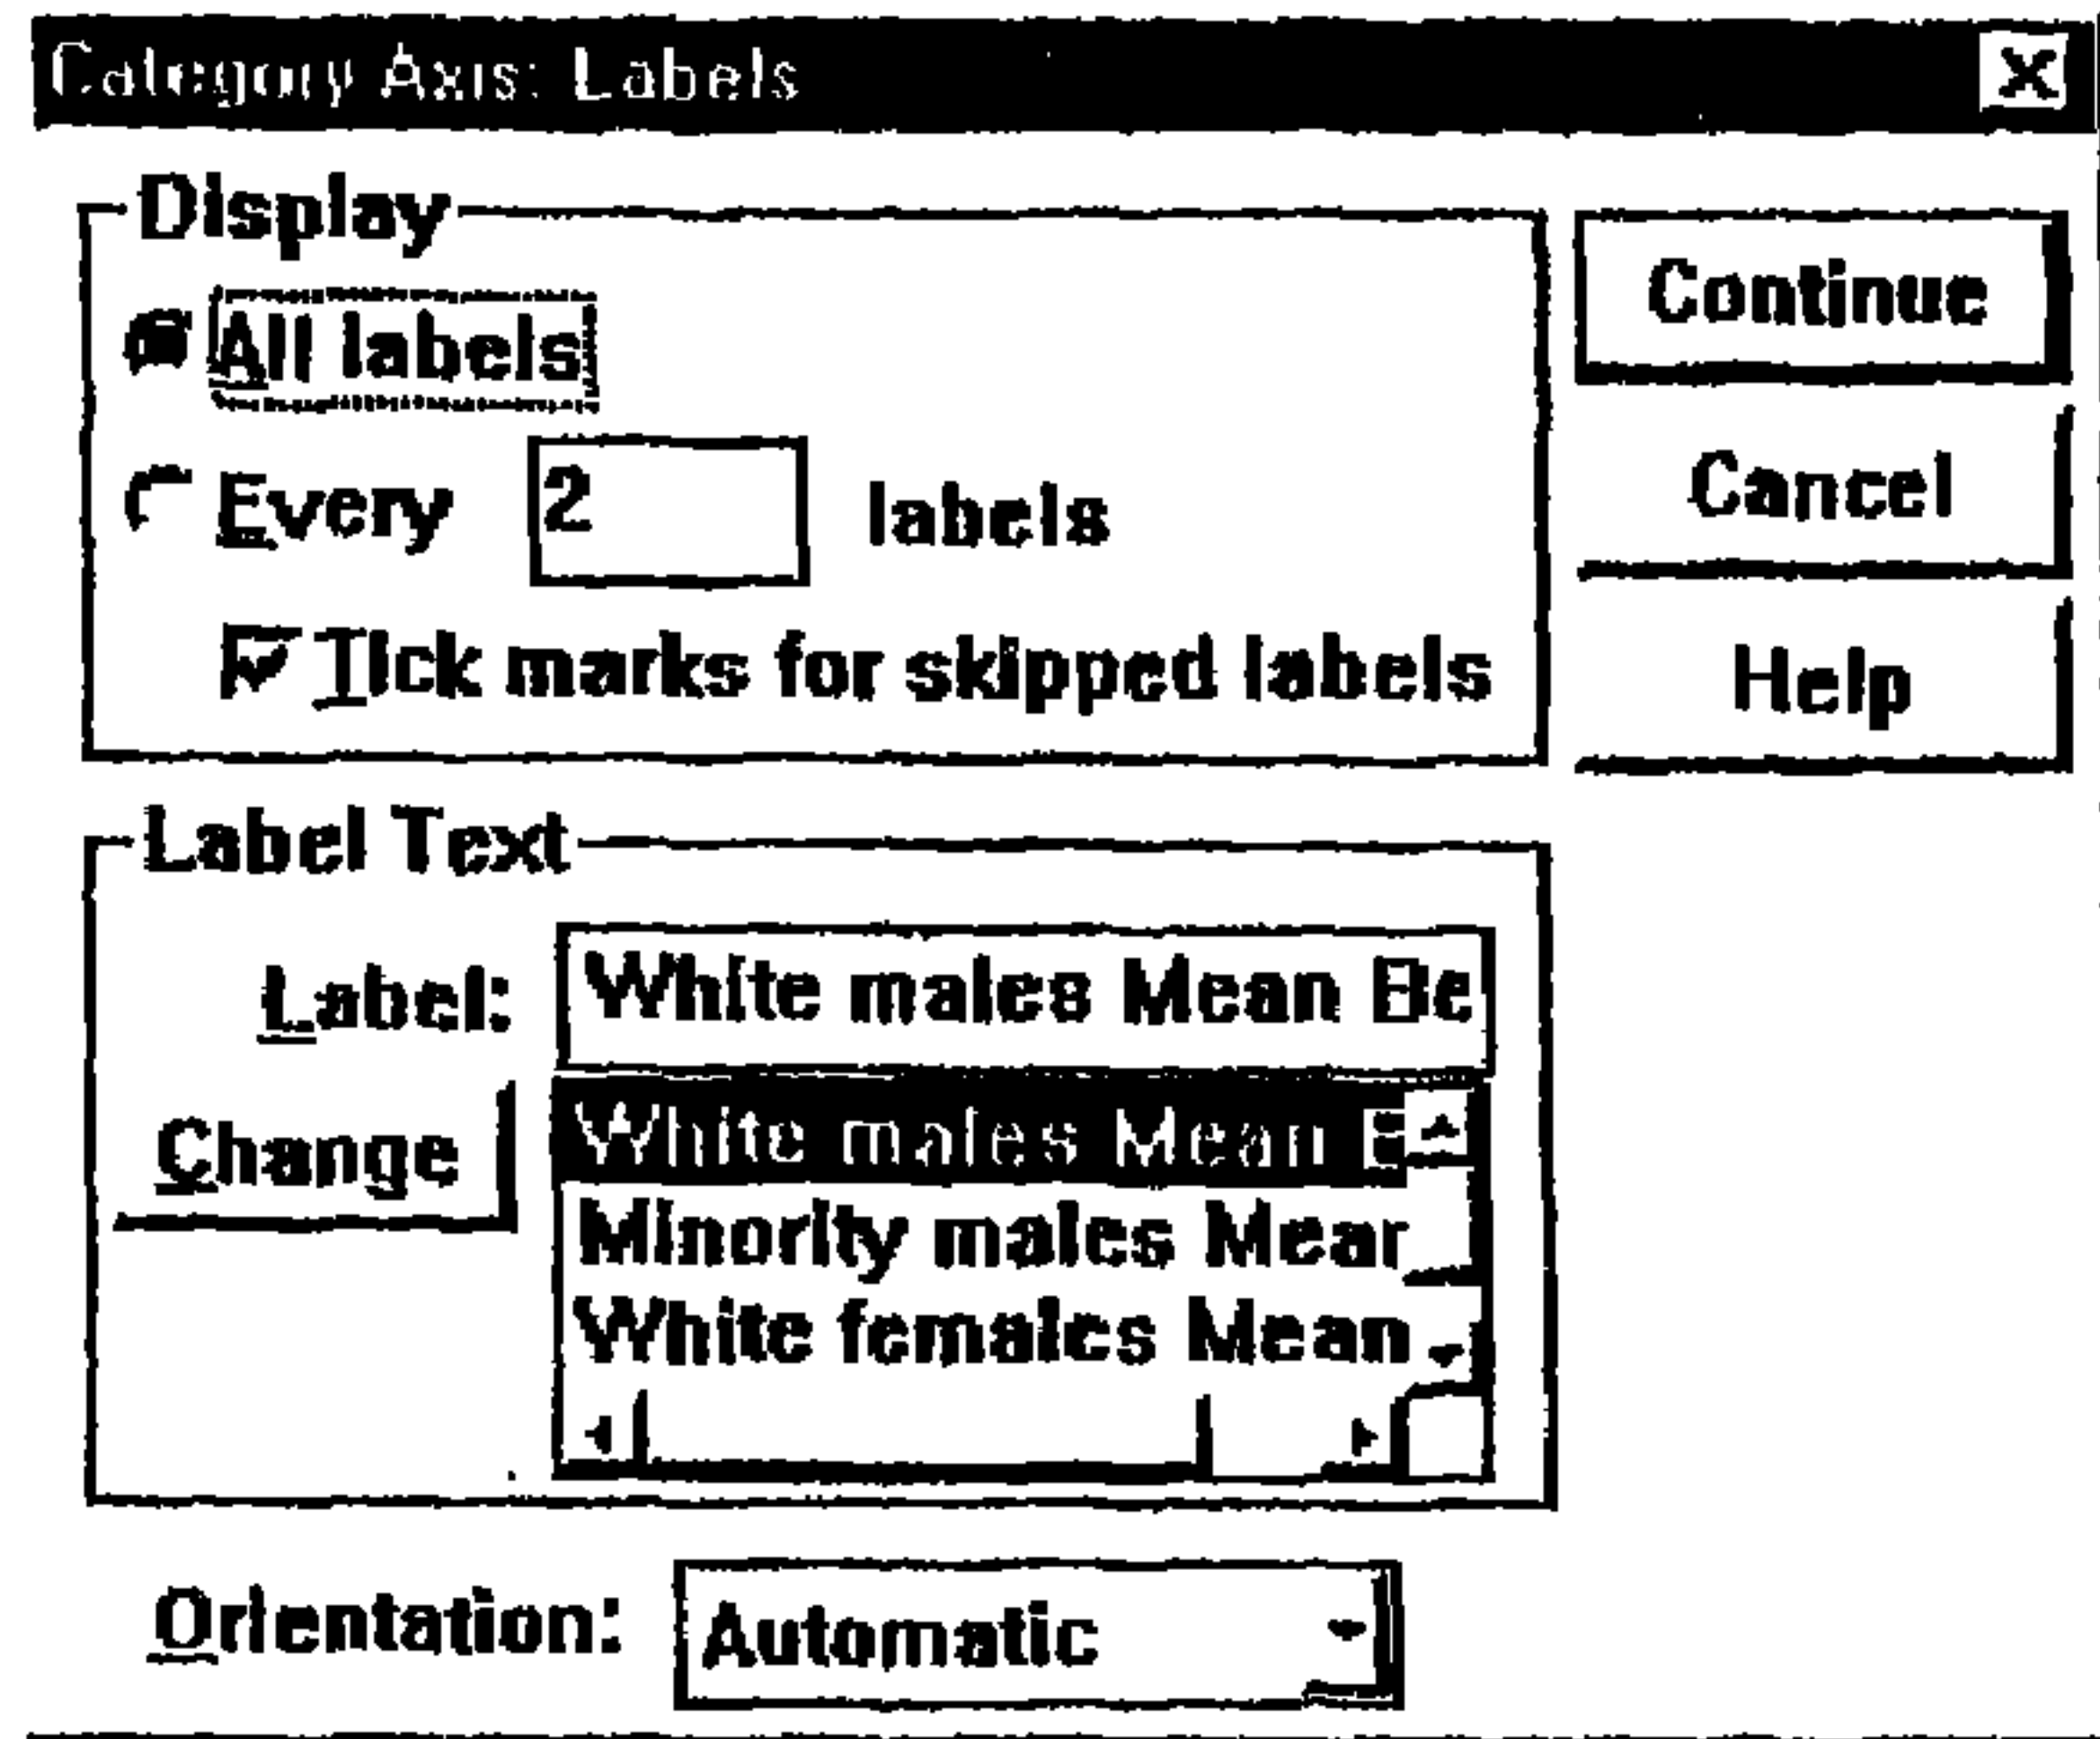 Category Axis: Labels
Display
Continue
All labels
Every 2 labels
Cancel
Tick marks for skipped labels
Help
Label Text
Label: White males Mean Be
Change
White males Mean
Minority males Mear
White females Mean
Orientation: Automatic